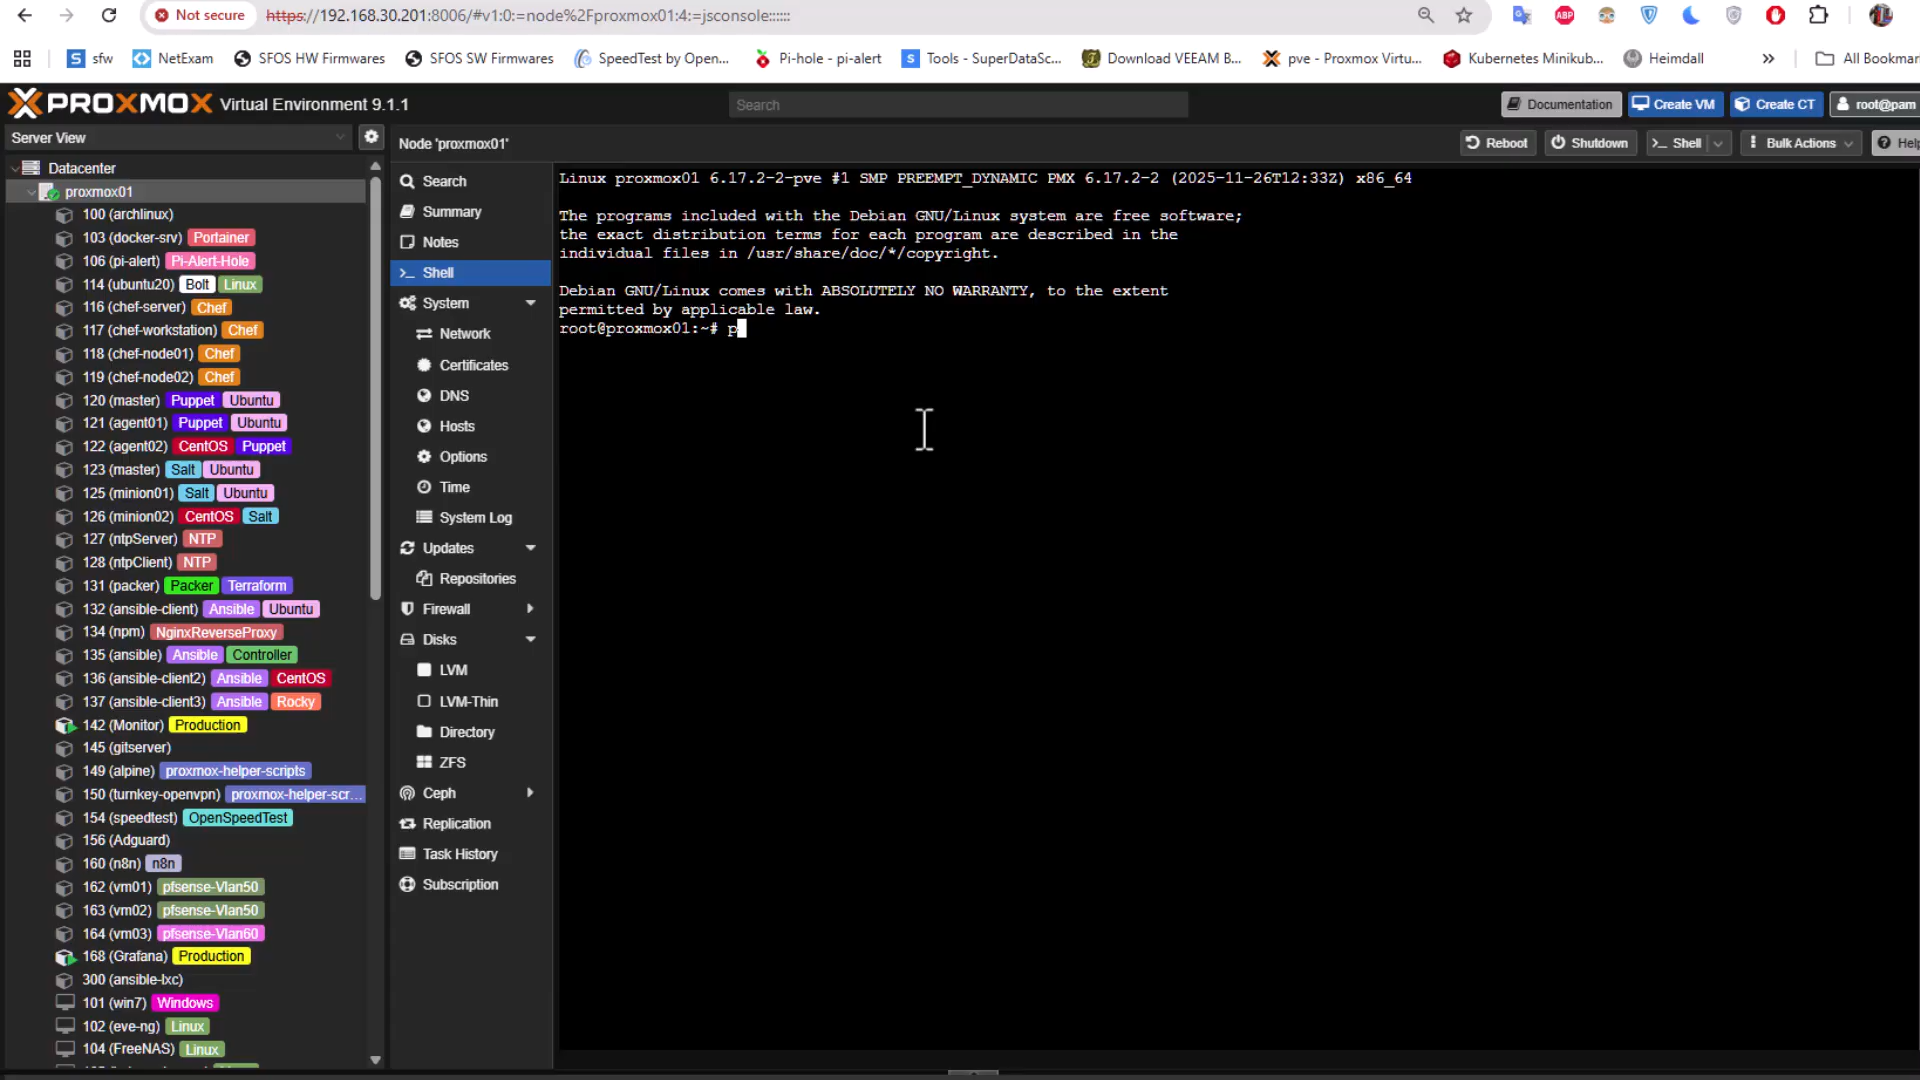 Not secure
https://192.168.30.201:8006/#v1:0:=node%2Fproxmox01:4:=jsconsole::::::
ABP
sfw
NetExam
SFOS HW Firmwares
SFOS SW Firmwares
SpeedTest by Open...
Pi-hole - pi-alert
Tools - SuperDataSc...
Download VEEAM B...
pve - Proxmox Virtu...
Kubernetes Minikub...
Heimdall
»
All Bookmar
PROXMOX Virtual Environment 9.1.1
Search
Documentation
Create VM
Create CT
root@pam
Server View
Node 'proxmox01'
Reboot
Shutdown
>_ Shell
Bulk Actions
Help
Datacenter
proxmox01
100 (archlinux)
103 (docker-srv) Portainer
106 (pi-alert) Pi-Alert-Hole
114 (ubuntu20) Bolt Linux
116 (chef-server) Chef
117 (chef-workstation) Chef
118 (chef-node01) Chef
119 (chef-node02) Chef
120 (master) Puppet Ubuntu
121 (agent01) Puppet Ubuntu
122 (agent02) CentOS Puppet
123 (master) Salt Ubuntu
125 (minion01) Salt Ubuntu
126 (minion02) CentOS Salt
127 (ntpServer) NTP
128 (ntpClient) NTP
131 (packer) Packer Terraform
132 (ansible-client) Ansible Ubuntu
134 (npm) NginxReverseProxy
135 (ansible) Ansible Controller
136 (ansible-client2) Ansible CentOS
137 (ansible-client3) Ansible Rocky
142 (Monitor) Production
145 (gitserver)
149 (alpine) proxmox-helper-scripts
150 (turnkey-openvpn) proxmox-helper-scr...
154 (speedtest) OpenSpeedTest
156 (Adguard)
160 (n8n) n8n
162 (vm01) pfsense-Vlan50
163 (vm02) pfsense-Vlan50
164 (vm03) pfsense-Vlan60
168 (Grafana) Production
300 (ansible-lxc)
101 (win7) Windows
102 (eve-ng) Linux
104 (FreeNAS) Linux
Search
Summary
Notes
>_ Shell
System
Network
Certificates
DNS
Hosts
Options
Time
System Log
Updates
Repositories
Firewall
Disks
LVM
LVM-Thin
Directory
ZFS
Ceph
Replication
Task History
Subscription
Linux proxmox01 6.17.2-2-pve #1 SMP PREEMPT_DYNAMIC PMX 6.17.2-2 (2025-11-26T12:33Z) x86_64
The programs included with the Debian GNU/Linux system are free software;
the exact distribution terms for each program are described in the
individual files in /usr/share/doc/*/copyright.
Debian GNU/Linux comes with ABSOLUTELY NO WARRANTY, to the extent
permitted by applicable law.
root@proxmox01:~# p